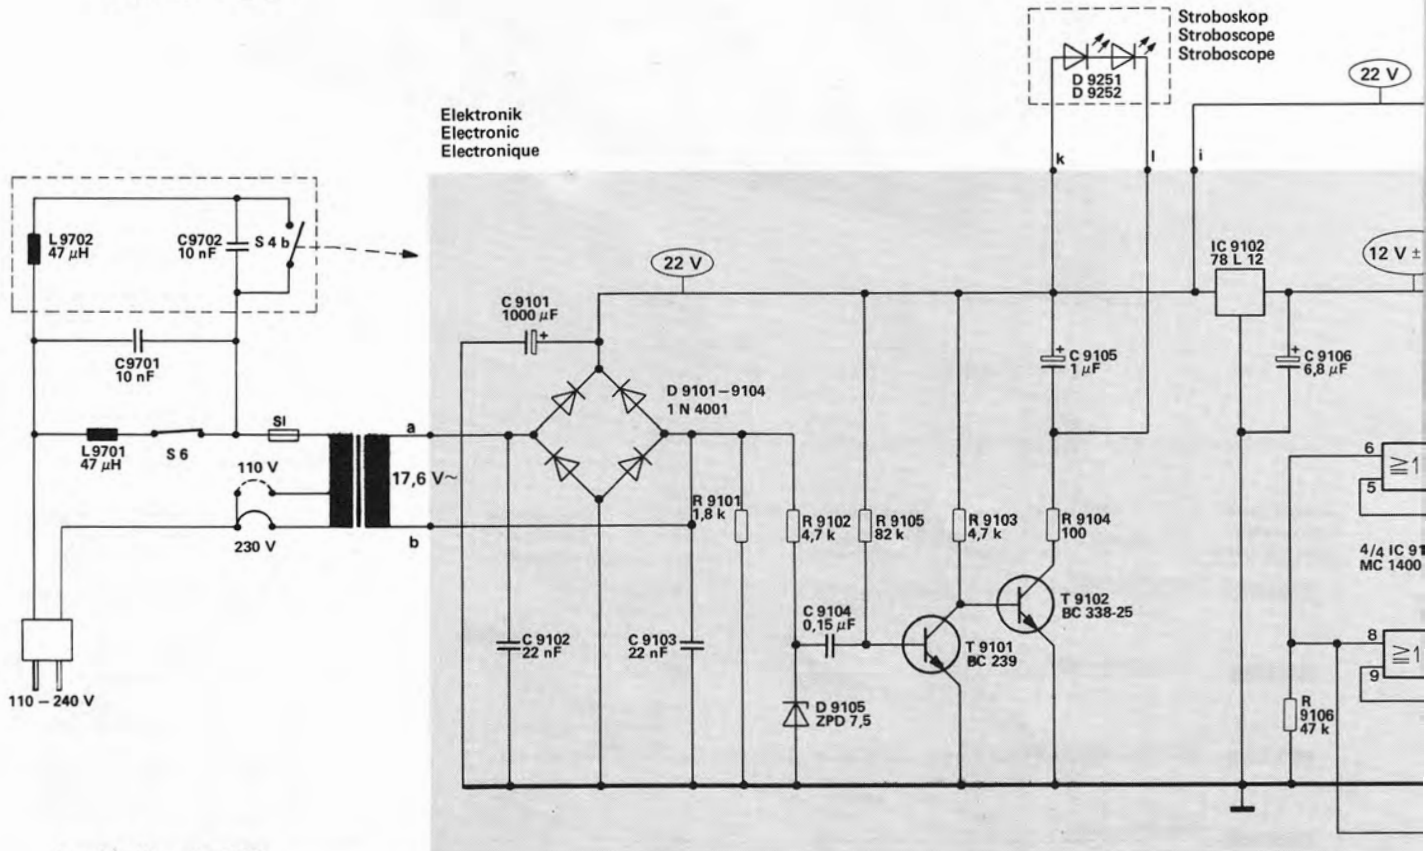 Stroboskop
Stroboscope
Stroboscope
D 9251
D 9252
22 V
Elektronik
Electronic
Electronique
k
l
i
L 9702
47 µH
C9702
10 nF
S 4 b
C9701
10 nF
22 V
C 9101
1000 µF
+
IC 9102
78 L 12
12 V ±
D 9101–9104
1 N 4001
+
C 9105
1 µF
+
C 9106
6,8 µF
L 9701
47 µH
S 6
SI
a
110 V
230 V
17,6 V~
b
R 9101
1,8 k
R 9102
4,7 k
R 9105
82 k
R 9103
4,7 k
R 9104
100
6
5
≧1
4/4 IC 91
MC 1400
C 9102
22 nF
C 9103
22 nF
C 9104
0,15 µF
T 9101
BC 239
T 9102
BC 338-25
8
9
≧1
D 9105
ZPD 7,5
R
9106
47 k
110 – 240 V